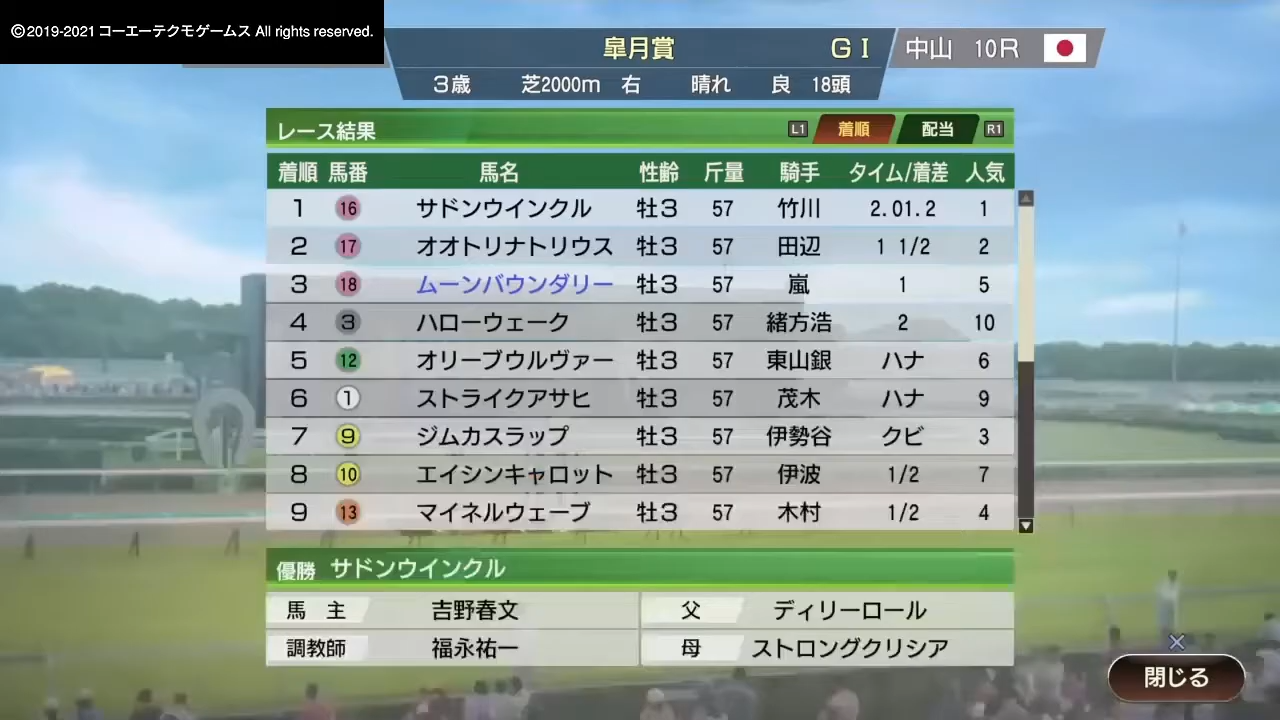 ©2019-2021 コーエーテクモゲームス All rights reserved.
皐月賞 GⅠ 中山 10R
3歳 芝2000m 右 晴れ 良 18頭
レース結果 L1 着順 配当 R1
着順 馬番 馬名 性齢 斤量 騎手 タイム/着差 人気
1 16 サドンウインクル 牡3 57 竹川 2.01.2 1
2 17 オオトリナトリウス 牡3 57 田辺 1 1/2 2
3 18 ムーンバウンダリー 牡3 57 嵐 1 5
4 3 ハローウェーク 牡3 57 緒方浩 2 10
5 12 オリーブウルヴァー 牡3 57 東山銀 ハナ 6
6 1 ストライクアサヒ 牡3 57 茂木 ハナ 9
7 9 ジムカスラップ 牡3 57 伊勢谷 クビ 3
8 10 エイシンキャロット 牡3 57 伊波 1/2 7
9 13 マイネルウェーブ 牡3 57 木村 1/2 4
優勝 サドンウインクル
馬主 吉野春文 父 ディリーロール
調教師 福永祐一 母 ストロングクリシア
閉じる